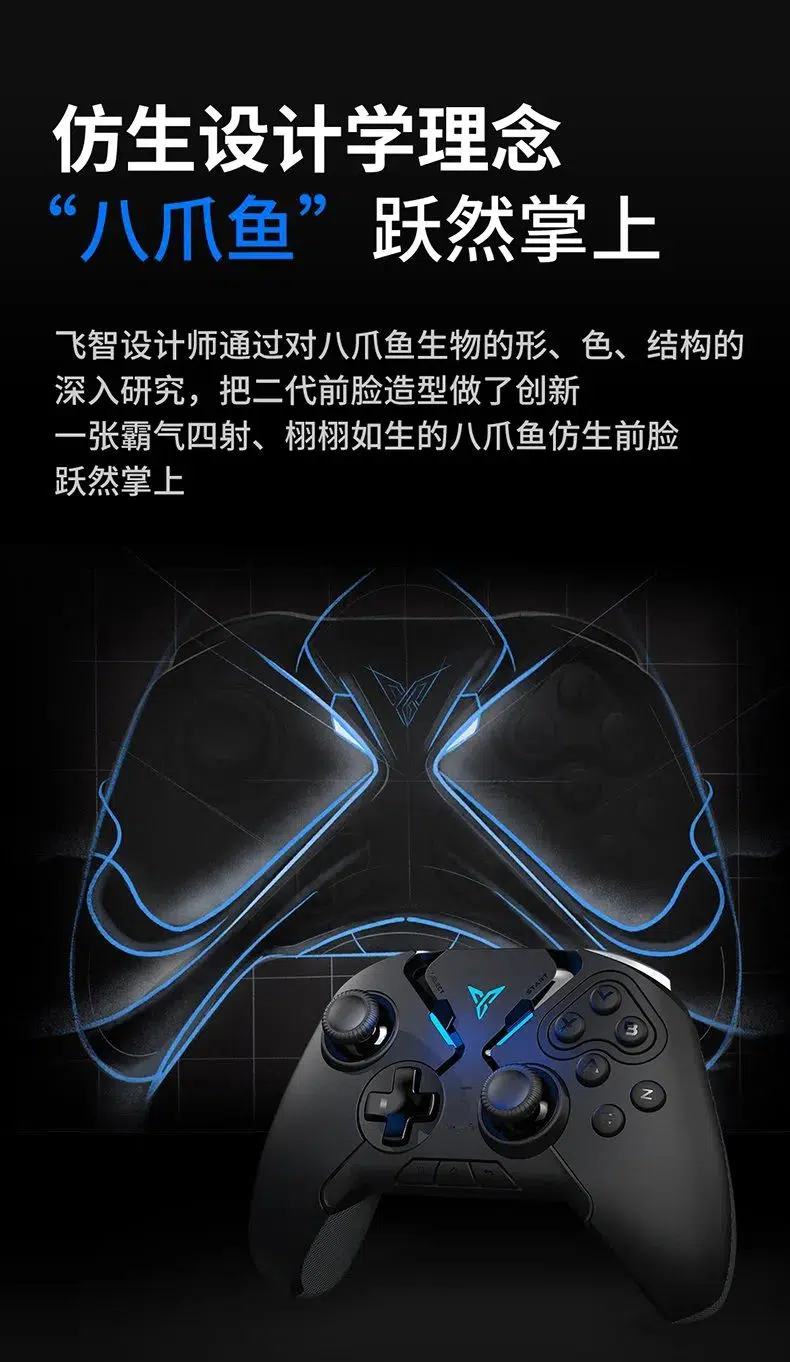 仿生设计学理念
“八爪鱼”跃然掌上
飞智设计师通过对八爪鱼生物的形、色、结构的
深入研究，把二代前脸造型做了创新
一张霸气四射、栩栩如生的八爪鱼仿生前脸
跃然掌上
SELECT
START
Y
X
B
A
Z